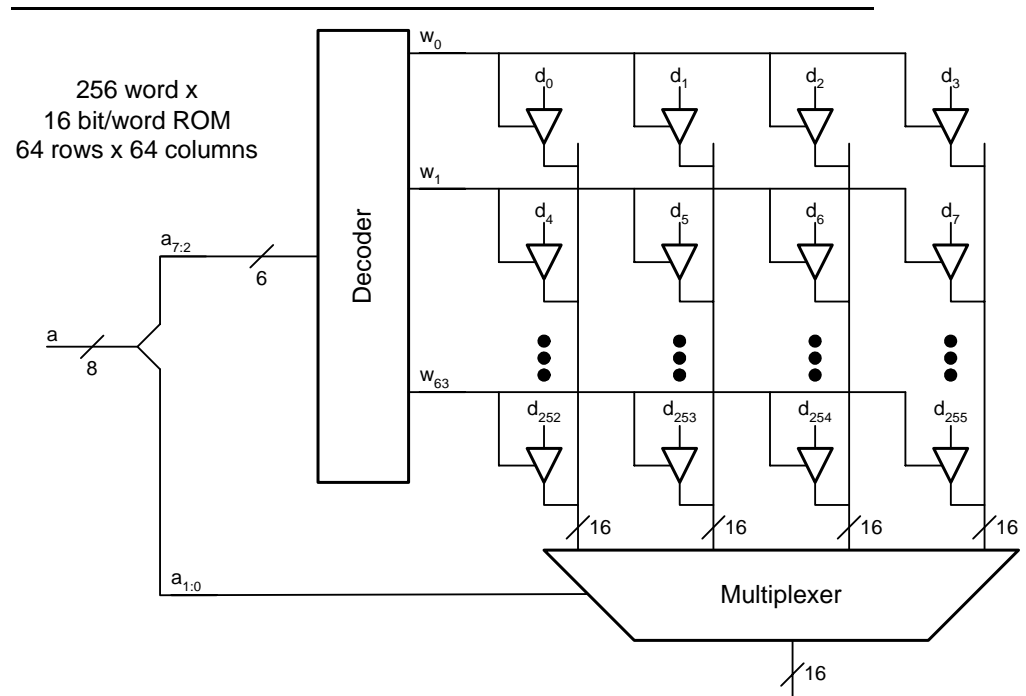 256 word x
16 bit/word ROM
64 rows x 64 columns
w0
d0 d1 d2 d3
w1
d4 d5 d6 d7
Decoder
a7:2
6
a
8
w63
d252 d253 d254 d255
16 16 16 16
a1:0
Multiplexer
16